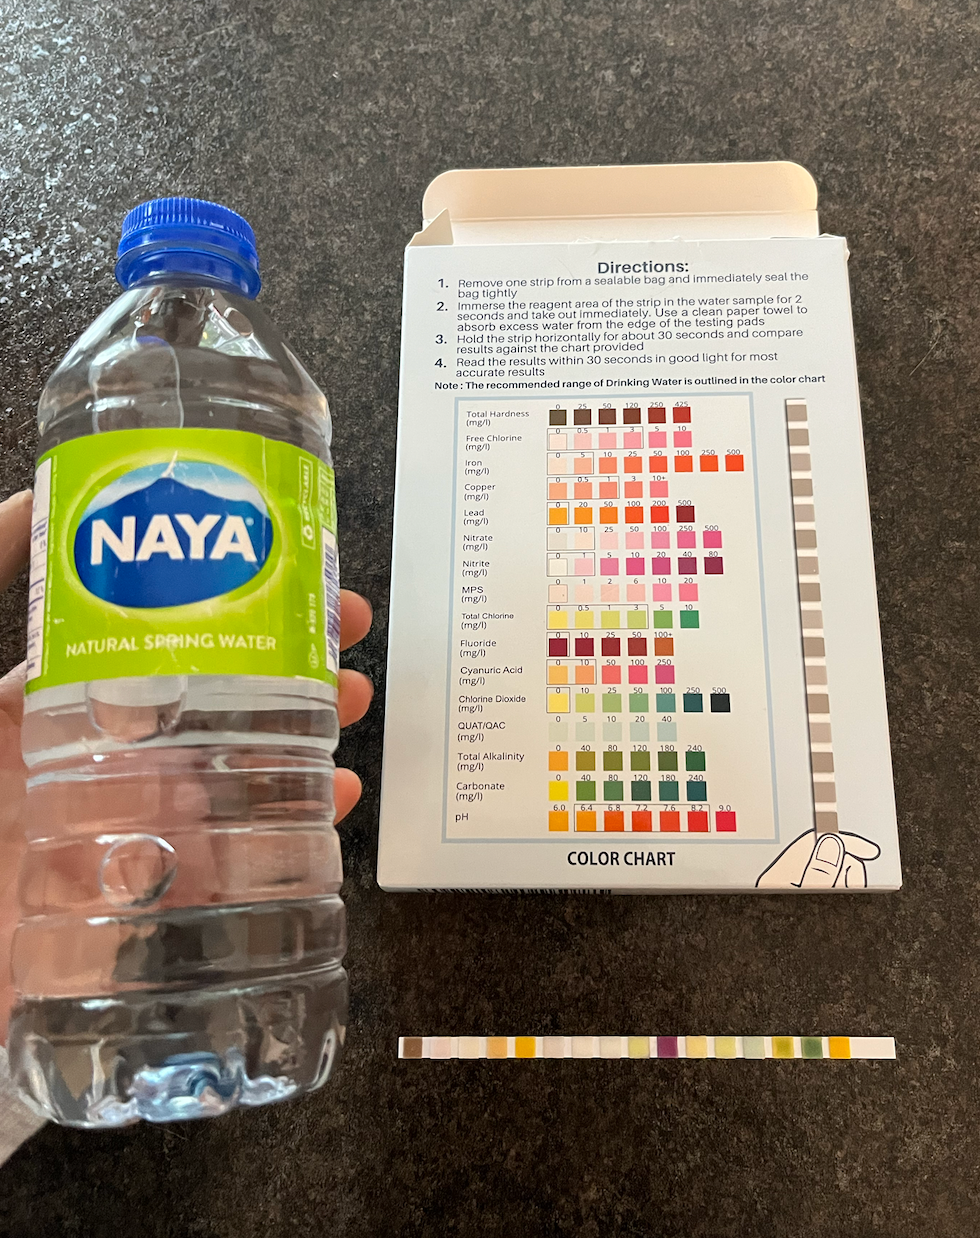 NAYA
NATURAL SPRING WATER
RECYCLABLE
Directions:
1. Remove one strip from a sealable bag and immediately seal the
bag tightly
2. Immerse the reagent area of the strip in the water sample for 2
seconds and take out immediately. Use a clean paper towel to
absorb excess water from the edge of the testing pads
3. Hold the strip horizontally for about 30 seconds and compare
results against the chart provided
4. Read the results within 30 seconds in good light for most
accurate results
Note : The recommended range of Drinking Water is outlined in the color chart
Total Hardness 0 25 50 120 250 425
(mg/l)
Free Chlorine 0 0.5 1 3 5 10
(mg/l)
Iron 0 5 10 25 50 100 250 500
(mg/l)
Copper 0 0.5 1 3 10+
(mg/l)
Lead 0 20 50 100 200 500
(mg/l)
Nitrate 0 10 25 50 100 250 500
(mg/l)
Nitrite 0 1 5 10 20 40 80
(mg/l)
MPS 0 1 2 6 10 20
(mg/l)
Total Chlorine 0 0.5 1 3 5 10
(mg/l)
Fluoride 0 10 25 50 100+
(mg/l)
Cyanuric Acid 0 10 50 100 250
(mg/l)
Chlorine Dioxide 0 10 25 50 100 250 500
(mg/l)
QUAT/QAC 0 5 10 20 40
(mg/l)
Total Alkalinity 0 40 80 120 180 240
(mg/l)
Carbonate 0 40 80 120 180 240
(mg/l)
pH 6.0 6.4 6.8 7.2 7.6 8.2 9.0
COLOR CHART